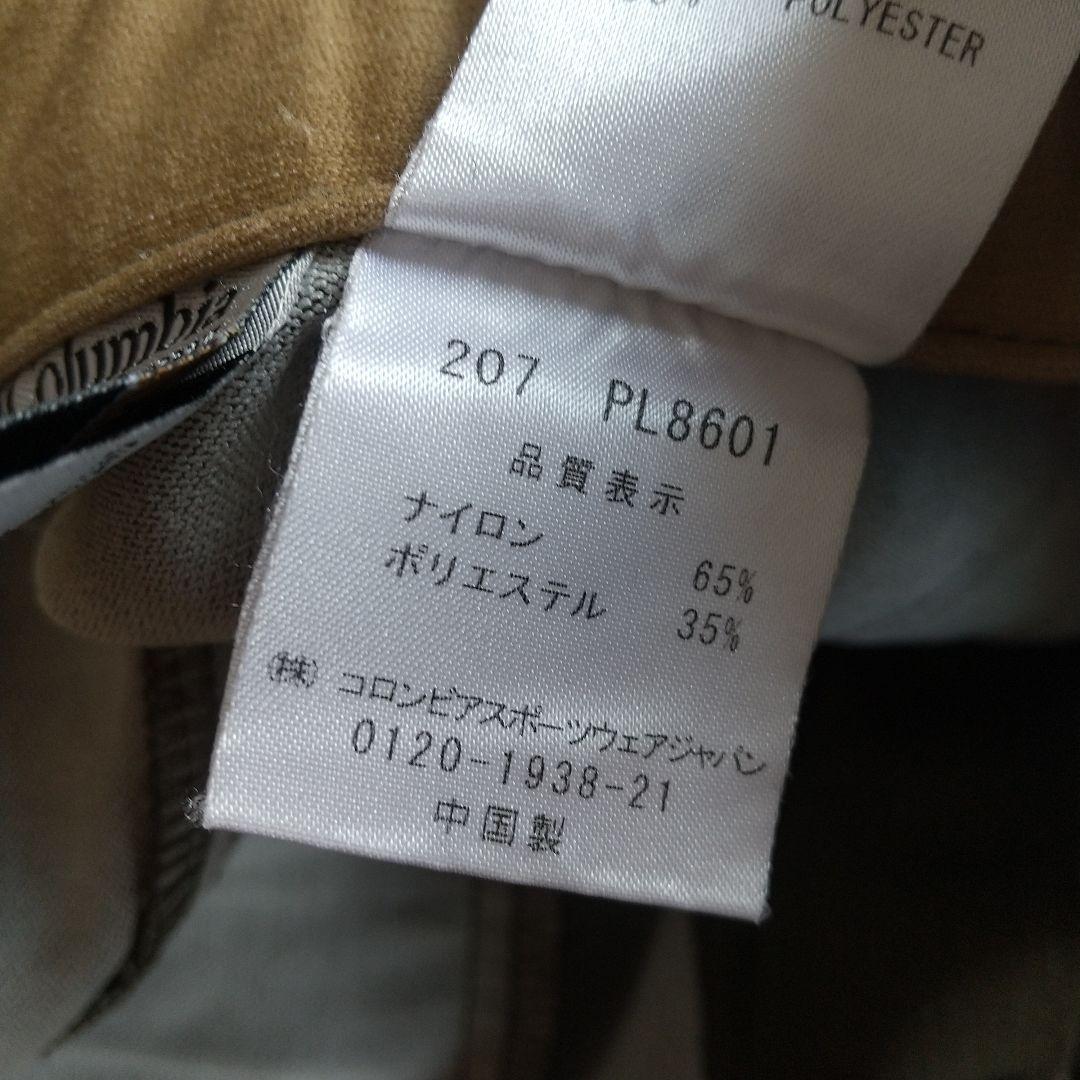 POLYESTER
Columbia
207 PL8601
品質表示
ナイロン 65%
ポリエステル 35%
(株) コロンビアスポーツウェアジャパン
0120-1938-21
中国製